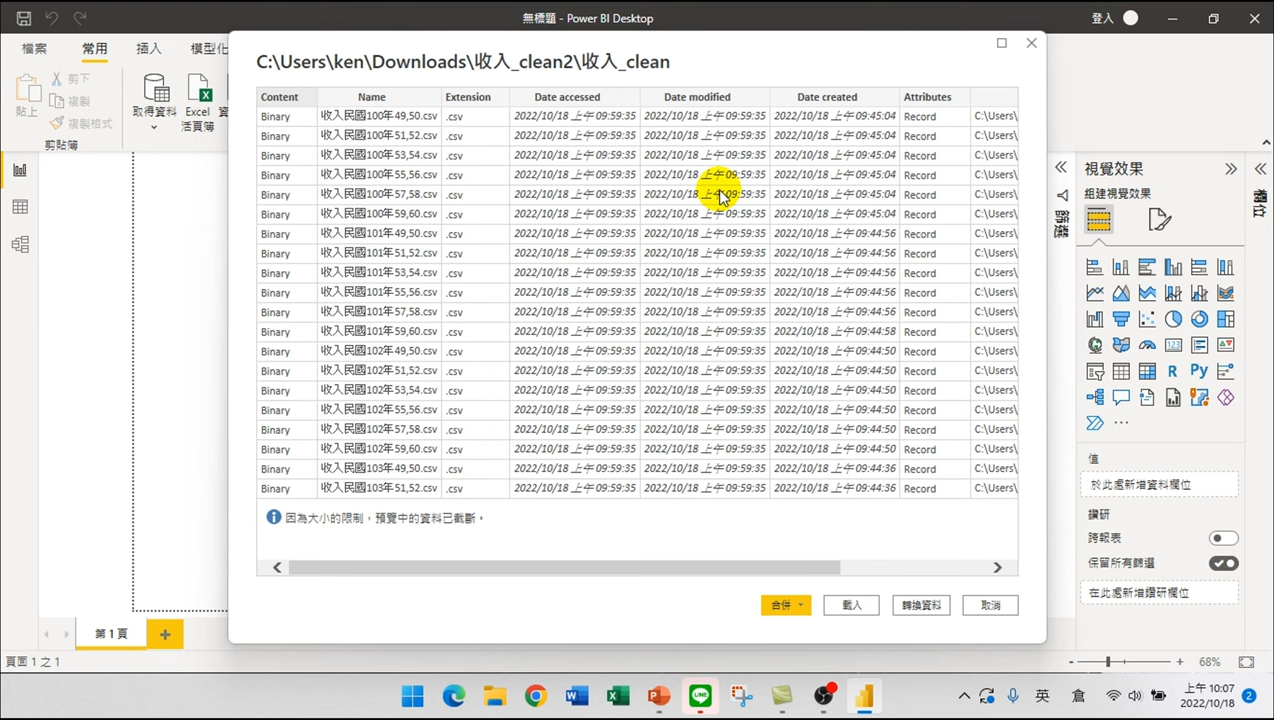 無標題 - Power BI Desktop
登入
檔案
常用
插入
模型化
剪下
複製
複製格式
貼上
剪貼簿
取得資料
Excel
活頁簿
C:\Users\ken\Downloads\收入_clean2\收入_clean
Content Name Extension Date accessed Date modified Date created Attributes
Binary 收入民國100年49,50.csv .csv 2022/10/18 上午 09:59:35 2022/10/18 上午 09:59:35 2022/10/18 上午 09:45:04 Record C:\Users\
Binary 收入民國100年51,52.csv .csv 2022/10/18 上午 09:59:35 2022/10/18 上午 09:59:35 2022/10/18 上午 09:45:04 Record C:\Users\
Binary 收入民國100年53,54.csv .csv 2022/10/18 上午 09:59:35 2022/10/18 上午 09:59:35 2022/10/18 上午 09:45:04 Record C:\Users\
Binary 收入民國100年55,56.csv .csv 2022/10/18 上午 09:59:35 2022/10/18 上午 09:59:35 2022/10/18 上午 09:45:04 Record C:\Users\
Binary 收入民國100年57,58.csv .csv 2022/10/18 上午 09:59:35 2022/10/18 上午 09:59:35 2022/10/18 上午 09:45:04 Record C:\Users\
Binary 收入民國100年59,60.csv .csv 2022/10/18 上午 09:59:35 2022/10/18 上午 09:59:35 2022/10/18 上午 09:45:04 Record C:\Users\
Binary 收入民國101年49,50.csv .csv 2022/10/18 上午 09:59:35 2022/10/18 上午 09:59:35 2022/10/18 上午 09:44:56 Record C:\Users\
Binary 收入民國101年51,52.csv .csv 2022/10/18 上午 09:59:35 2022/10/18 上午 09:59:35 2022/10/18 上午 09:44:56 Record C:\Users\
Binary 收入民國101年53,54.csv .csv 2022/10/18 上午 09:59:35 2022/10/18 上午 09:59:35 2022/10/18 上午 09:44:56 Record C:\Users\
Binary 收入民國101年55,56.csv .csv 2022/10/18 上午 09:59:35 2022/10/18 上午 09:59:35 2022/10/18 上午 09:44:56 Record C:\Users\
Binary 收入民國101年57,58.csv .csv 2022/10/18 上午 09:59:35 2022/10/18 上午 09:59:35 2022/10/18 上午 09:44:56 Record C:\Users\
Binary 收入民國101年59,60.csv .csv 2022/10/18 上午 09:59:35 2022/10/18 上午 09:59:35 2022/10/18 上午 09:44:58 Record C:\Users\
Binary 收入民國102年49,50.csv .csv 2022/10/18 上午 09:59:35 2022/10/18 上午 09:59:35 2022/10/18 上午 09:44:50 Record C:\Users\
Binary 收入民國102年51,52.csv .csv 2022/10/18 上午 09:59:35 2022/10/18 上午 09:59:35 2022/10/18 上午 09:44:50 Record C:\Users\
Binary 收入民國102年53,54.csv .csv 2022/10/18 上午 09:59:35 2022/10/18 上午 09:59:35 2022/10/18 上午 09:44:50 Record C:\Users\
Binary 收入民國102年55,56.csv .csv 2022/10/18 上午 09:59:35 2022/10/18 上午 09:59:35 2022/10/18 上午 09:44:50 Record C:\Users\
Binary 收入民國102年57,58.csv .csv 2022/10/18 上午 09:59:35 2022/10/18 上午 09:59:35 2022/10/18 上午 09:44:50 Record C:\Users\
Binary 收入民國102年59,60.csv .csv 2022/10/18 上午 09:59:35 2022/10/18 上午 09:59:35 2022/10/18 上午 09:44:50 Record C:\Users\
Binary 收入民國103年49,50.csv .csv 2022/10/18 上午 09:59:35 2022/10/18 上午 09:59:35 2022/10/18 上午 09:44:36 Record C:\Users\
Binary 收入民國103年51,52.csv .csv 2022/10/18 上午 09:59:35 2022/10/18 上午 09:59:35 2022/10/18 上午 09:44:36 Record C:\Users\
因為大小的限制，預覽中的資料已截斷。
合併
載入
轉換資料
取消
篩選
視覺效果
組建視覺效果
欄位
123
R
Py
值
於此處新增資料欄位
鑽研
跨報表
保留所有篩選
在此處新增鑽研欄位
第 1 頁
頁面 1 之 1
68%
英
倉
上午 10:07
2022/10/18
2